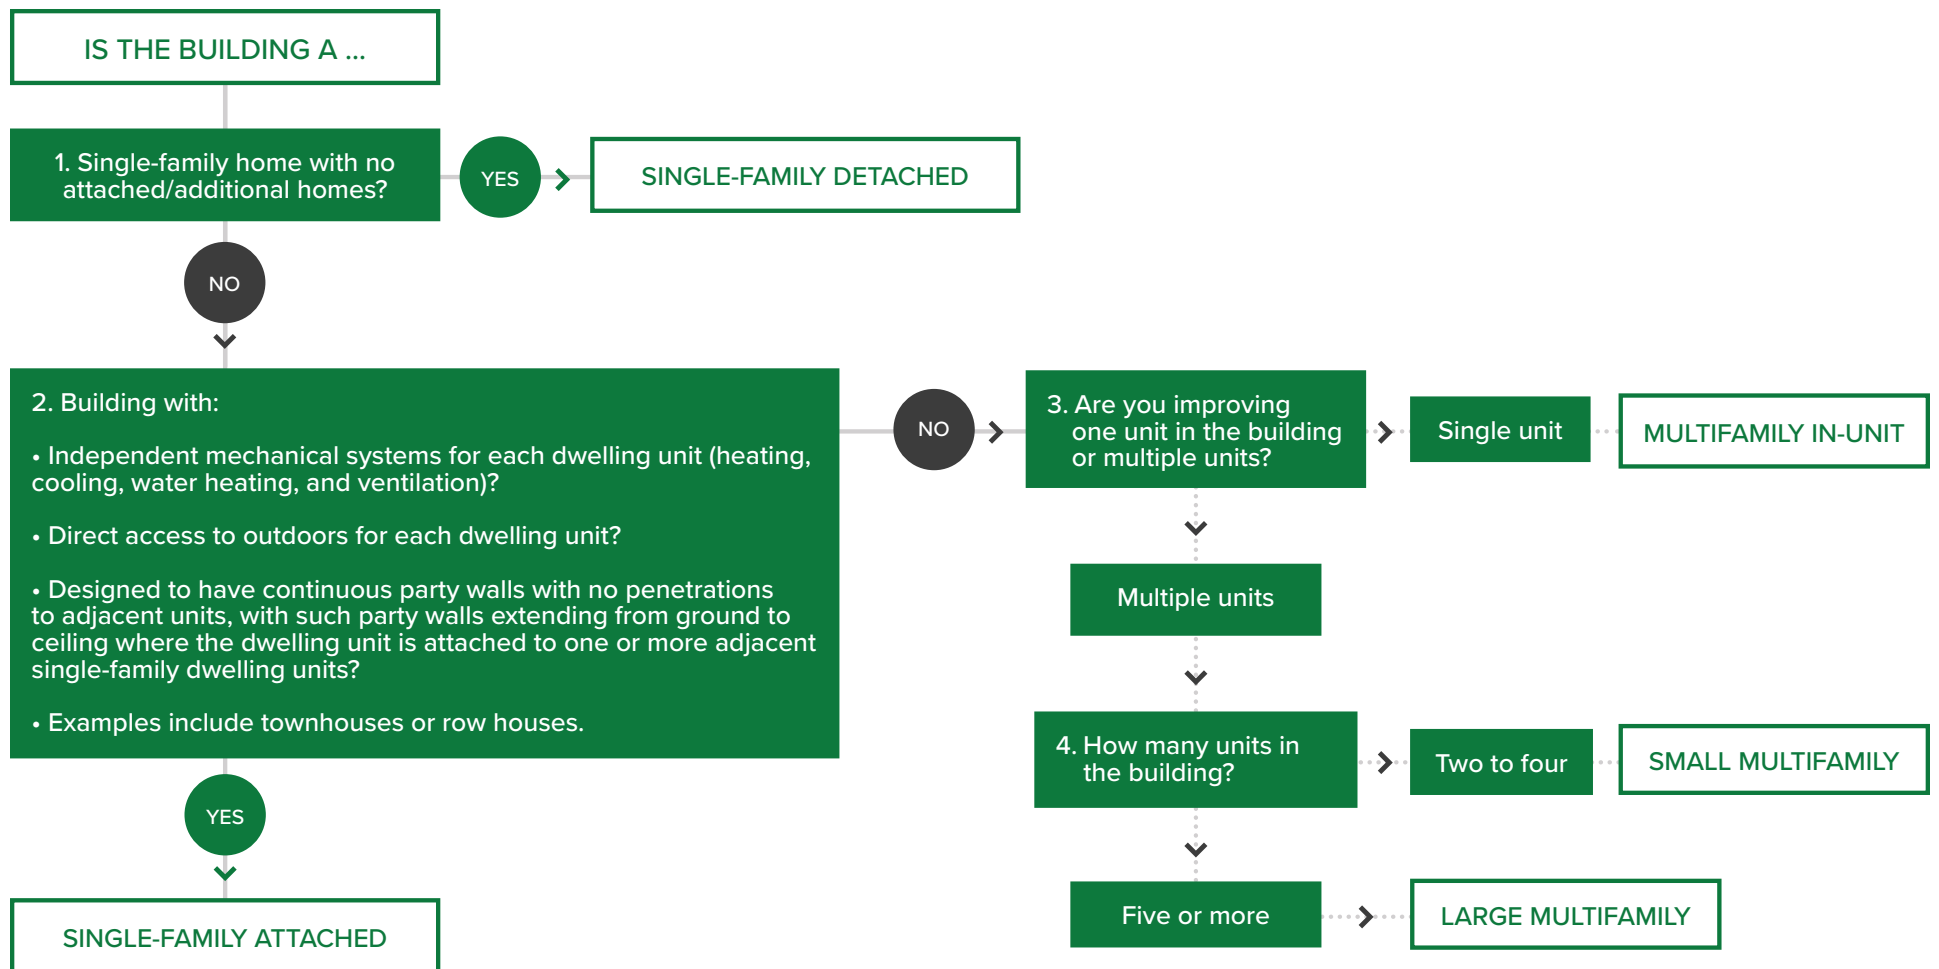 IS THE BUILDING A ...
1. Single-family home with no
attached/additional homes?
YES
SINGLE-FAMILY DETACHED
NO
2. Building with:
• Independent mechanical systems for each dwelling unit (heating,
cooling, water heating, and ventilation)?
• Direct access to outdoors for each dwelling unit?
• Designed to have continuous party walls with no penetrations
to adjacent units, with such party walls extending from ground to
ceiling where the dwelling unit is attached to one or more adjacent
single-family dwelling units?
• Examples include townhouses or row houses.
YES
SINGLE-FAMILY ATTACHED
NO
3. Are you improving
one unit in the building
or multiple units?
Single unit
MULTIFAMILY IN-UNIT
Multiple units
4. How many units in
the building?
Two to four
SMALL MULTIFAMILY
Five or more
LARGE MULTIFAMILY